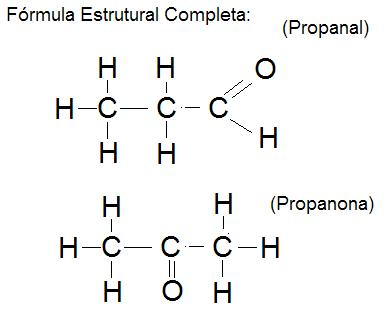 Fórmula Estrutural Completa:
(Propanal)
H H O
H C C C
H H H
(Propanona)
H H
H C C C H
H O H